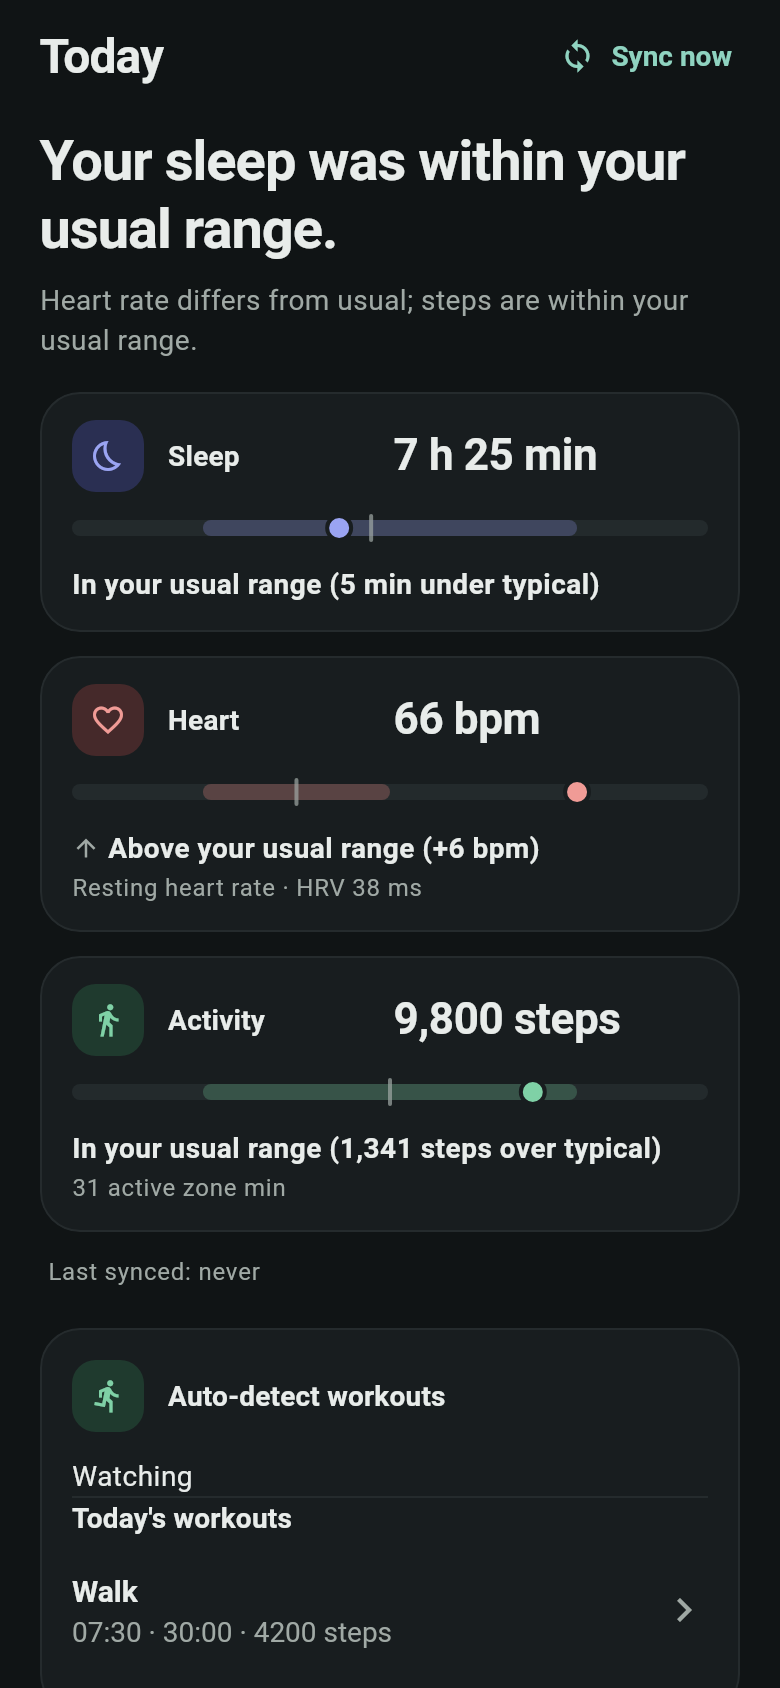 Today
Sync now
Your sleep was within your
usual range.
Heart rate differs from usual; steps are within your
usual range.
Sleep
7 h 25 min
In your usual range (5 min under typical)
Heart
66 bpm
↑ Above your usual range (+6 bpm)
Resting heart rate · HRV 38 ms
Activity
9,800 steps
In your usual range (1,341 steps over typical)
31 active zone min
Last synced: never
Auto-detect workouts
Watching
Today's workouts
Walk
07:30 · 30:00 · 4200 steps